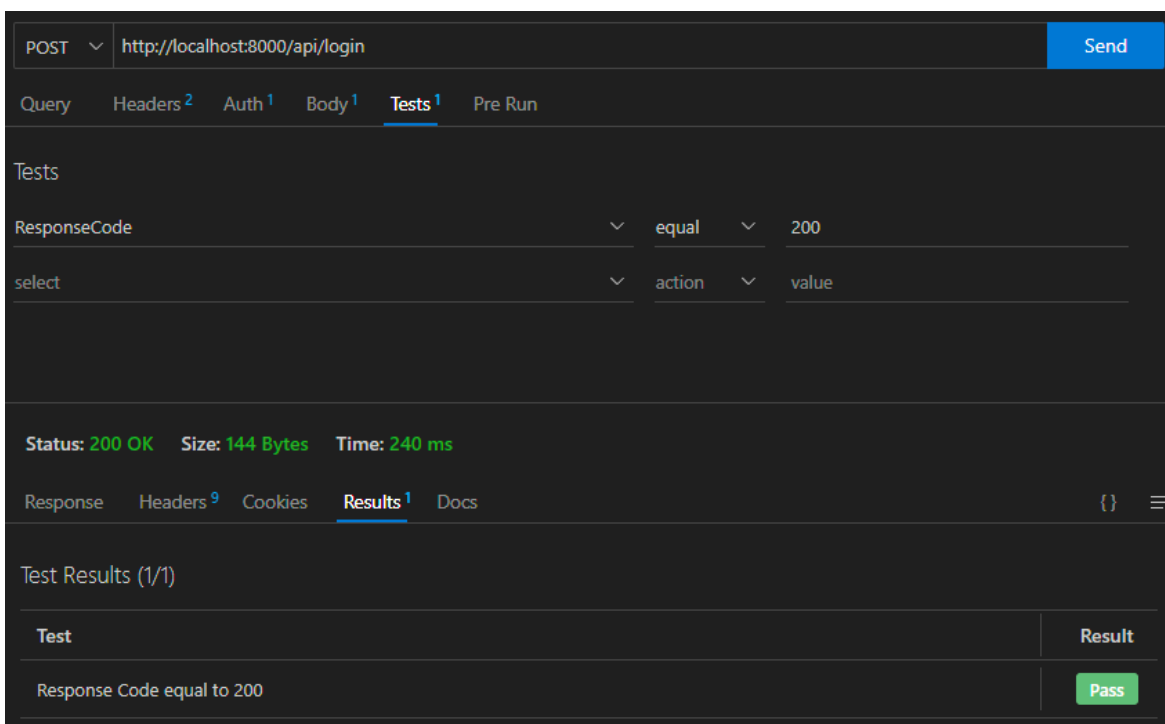 POST http://localhost:8000/api/login Send
Query Headers 2 Auth 1 Body 1 Tests 1 Pre Run
Tests
ResponseCode equal 200
select action value
Status: 200 OK Size: 144 Bytes Time: 240 ms
Response Headers 9 Cookies Results 1 Docs { }
Test Results (1/1)
Test Result
Response Code equal to 200 Pass